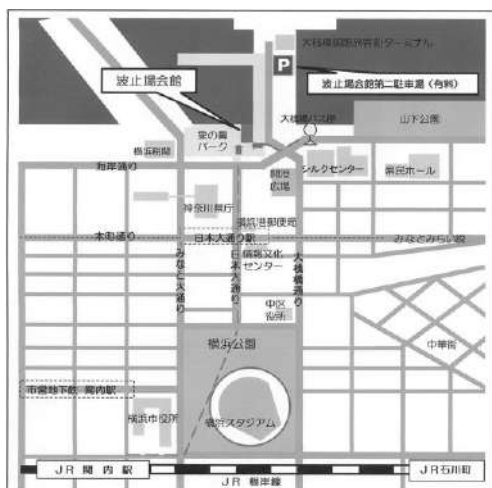 大桟橋国際客船ターミナル
P
波止場会館
波止場会館第二駐車場（有料）
大桟橋バス停
山下公園
象の鼻
パーク
横浜税関
海岸通り
開港
広場
シルクセンター
県民ホール
神奈川県庁
横浜港郵便局
本町通り
日本大通り駅
みなとみらい線
情報文化
センター
みなと大通り
日本大通り
大桟橋通り
中区
役所
横浜公園
中華街
市営地下鉄 関内駅
横浜市役所
横浜スタジアム
ＪＲ関内駅
ＪＲ石川町
ＪＲ根岸線